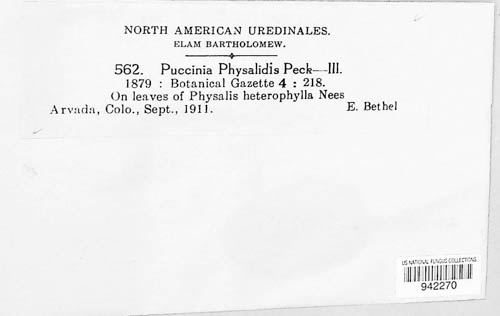 NORTH AMERICAN UREDINALES.
ELAM BARTHOLOMEW.
562. Puccinia Physalidis Peck—III.
1879 : Botanical Gazette 4 : 218.
On leaves of Physalis heterophylla Nees
Arvada, Colo., Sept., 1911. E. Bethel
US NATIONAL FUNGUS COLLECTIONS
942270